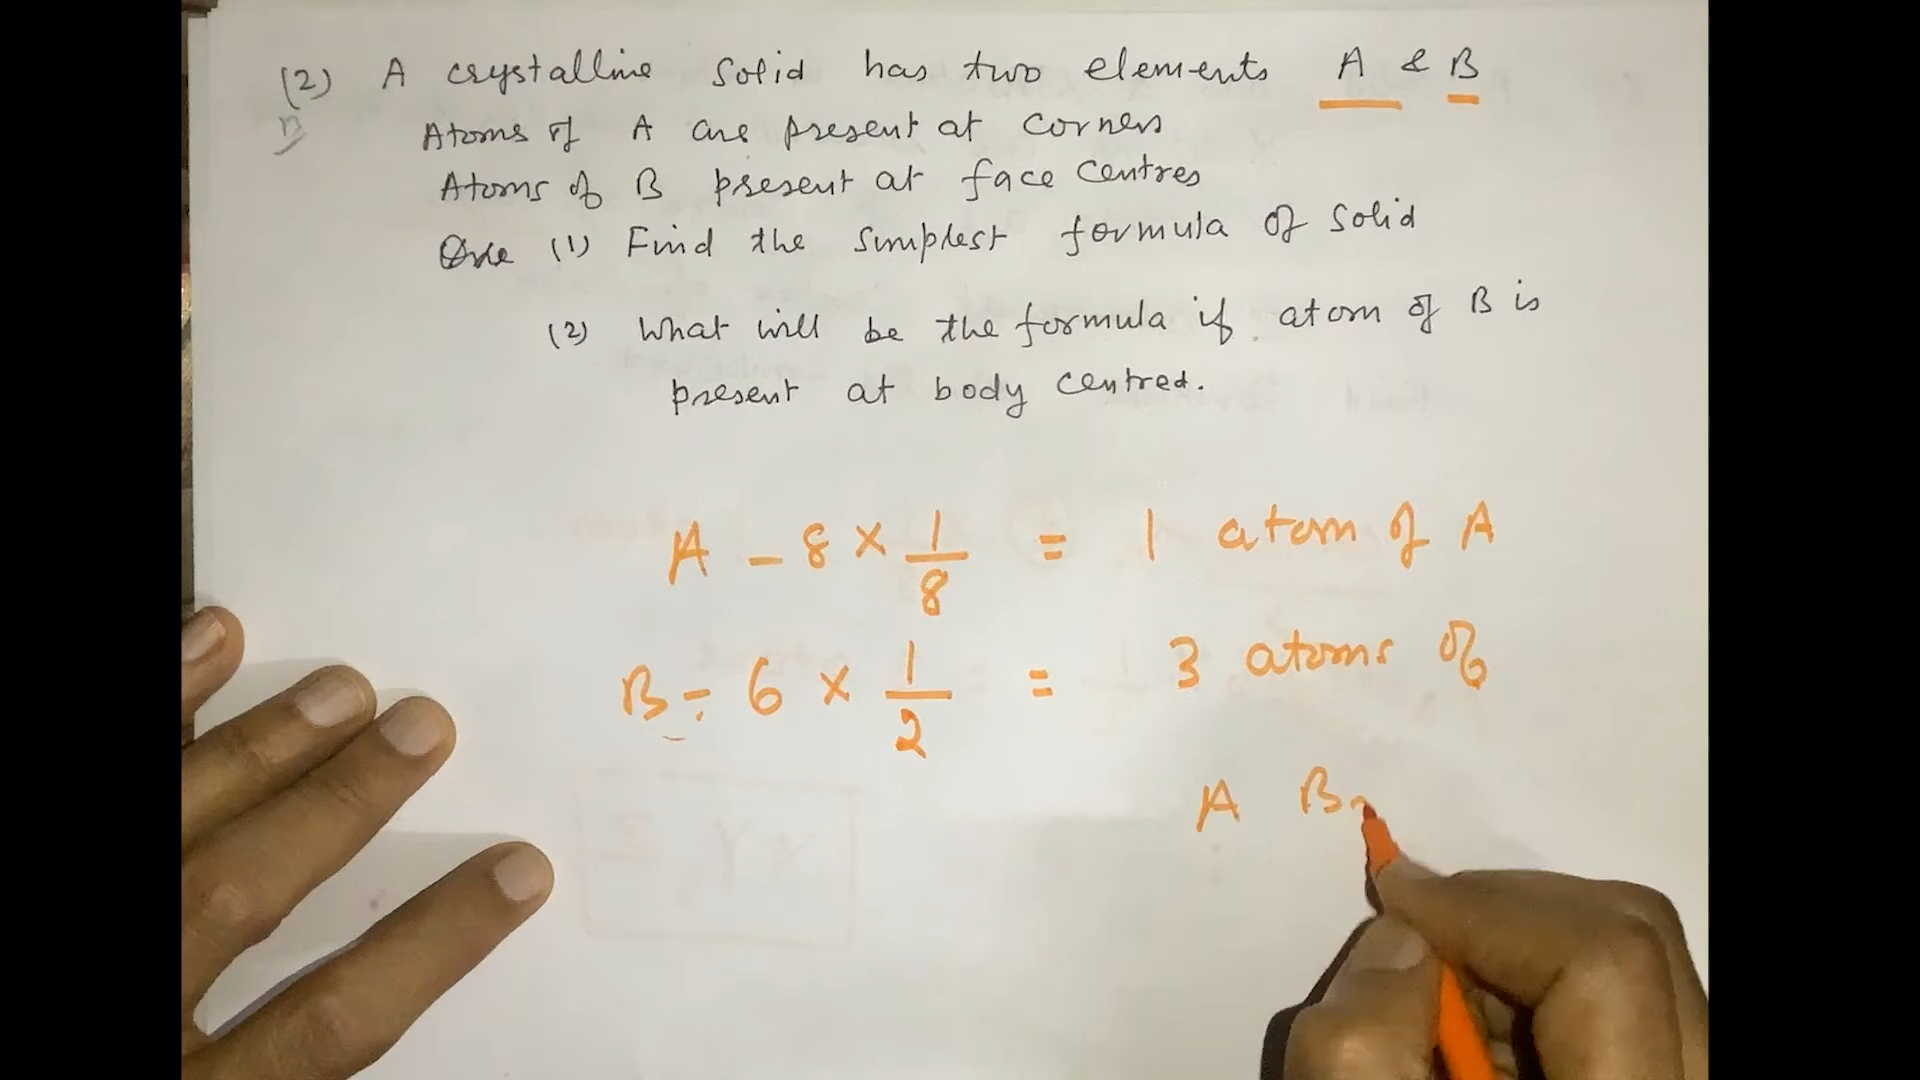 (2) A crystalline solid has two elements A & B
B
Atoms of A are present at corners
Atoms of B present at face centres
(1) Find the simplest formula of solid
(2) What will be the formula if atom of B is
present at body centred.
A - 8 × 1/8 = 1 atom of A
B - 6 × 1/2 = 3 atoms of
A B